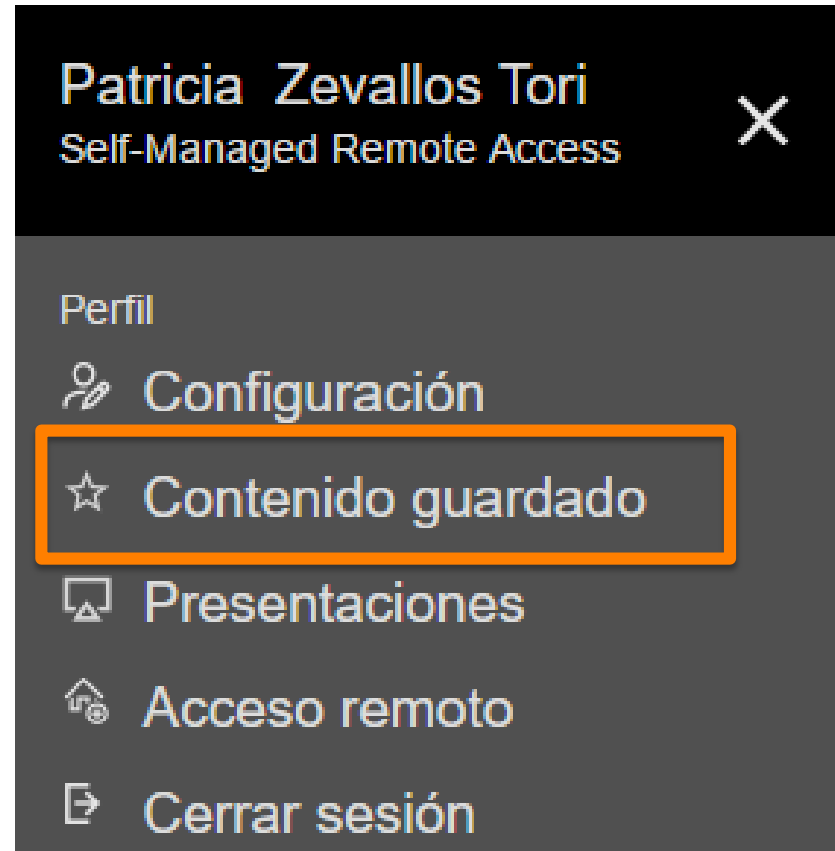 Patricia Zevallos Tori
Self-Managed Remote Access
Perfil
Configuración
Contenido guardado
Presentaciones
Acceso remoto
Cerrar sesión